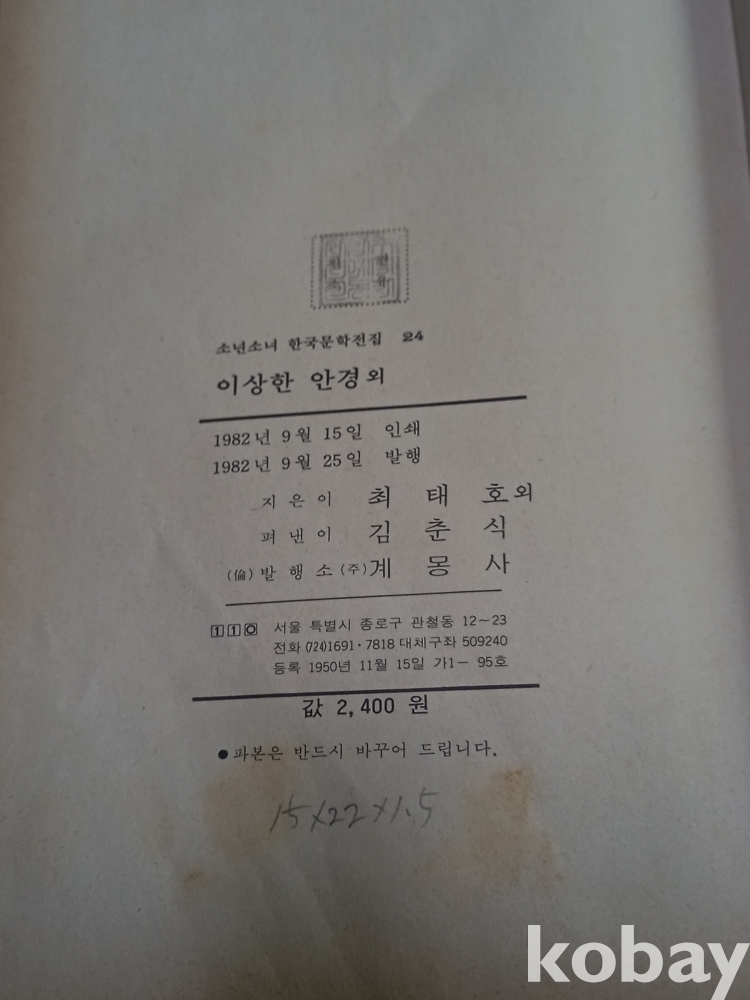 소년소녀 한국문학전집 24
이상한 안경외
1982년 9월 15일 인쇄
1982년 9월 25일 발행
지은이 최태호외
펴낸이 김춘식
(倫)발행소(주)계몽사
110 서울 특별시 종로구 관철동 12~23
전화 (724)1691·7818 대체구좌 509240
등록 1950년 11월 15일 가1- 95호
값 2,400 원
●파본은 반드시 바꾸어 드립니다.
15x22x1.5
kobay